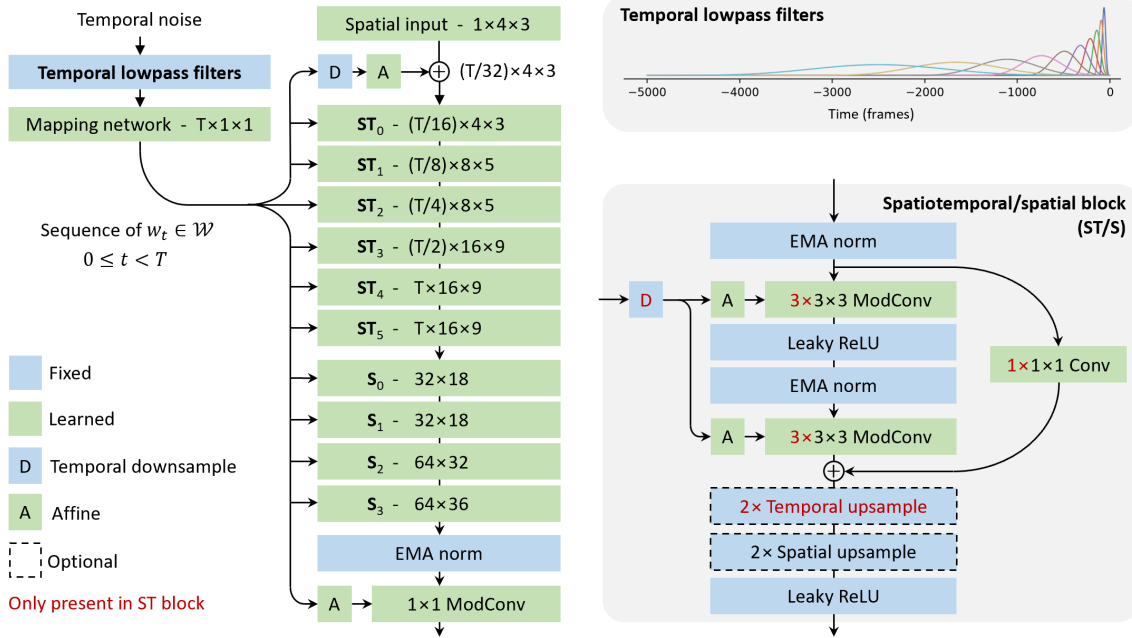 Temporal noise
Temporal lowpass filters
Mapping network - T×1×1
Sequence of w_t ∈ 𝒲
0 ≤ t < T
Fixed
Learned
D Temporal downsample
A Affine
Optional
Only present in ST block
Spatial input - 1×4×3
D A + (T/32)×4×3
ST₀ - (T/16)×4×3
ST₁ - (T/8)×8×5
ST₂ - (T/4)×8×5
ST₃ - (T/2)×16×9
ST₄ - T×16×9
ST₅ - T×16×9
S₀ - 32×18
S₁ - 32×18
S₂ - 64×32
S₃ - 64×36
EMA norm
A 1×1 ModConv
Temporal lowpass filters
−5000 −4000 −3000 −2000 −1000 0
Time (frames)
Spatiotemporal/spatial block
(ST/S)
EMA norm
D A 3×3×3 ModConv
Leaky ReLU
1×1×1 Conv
EMA norm
A 3×3×3 ModConv
+
2× Temporal upsample
2× Spatial upsample
Leaky ReLU